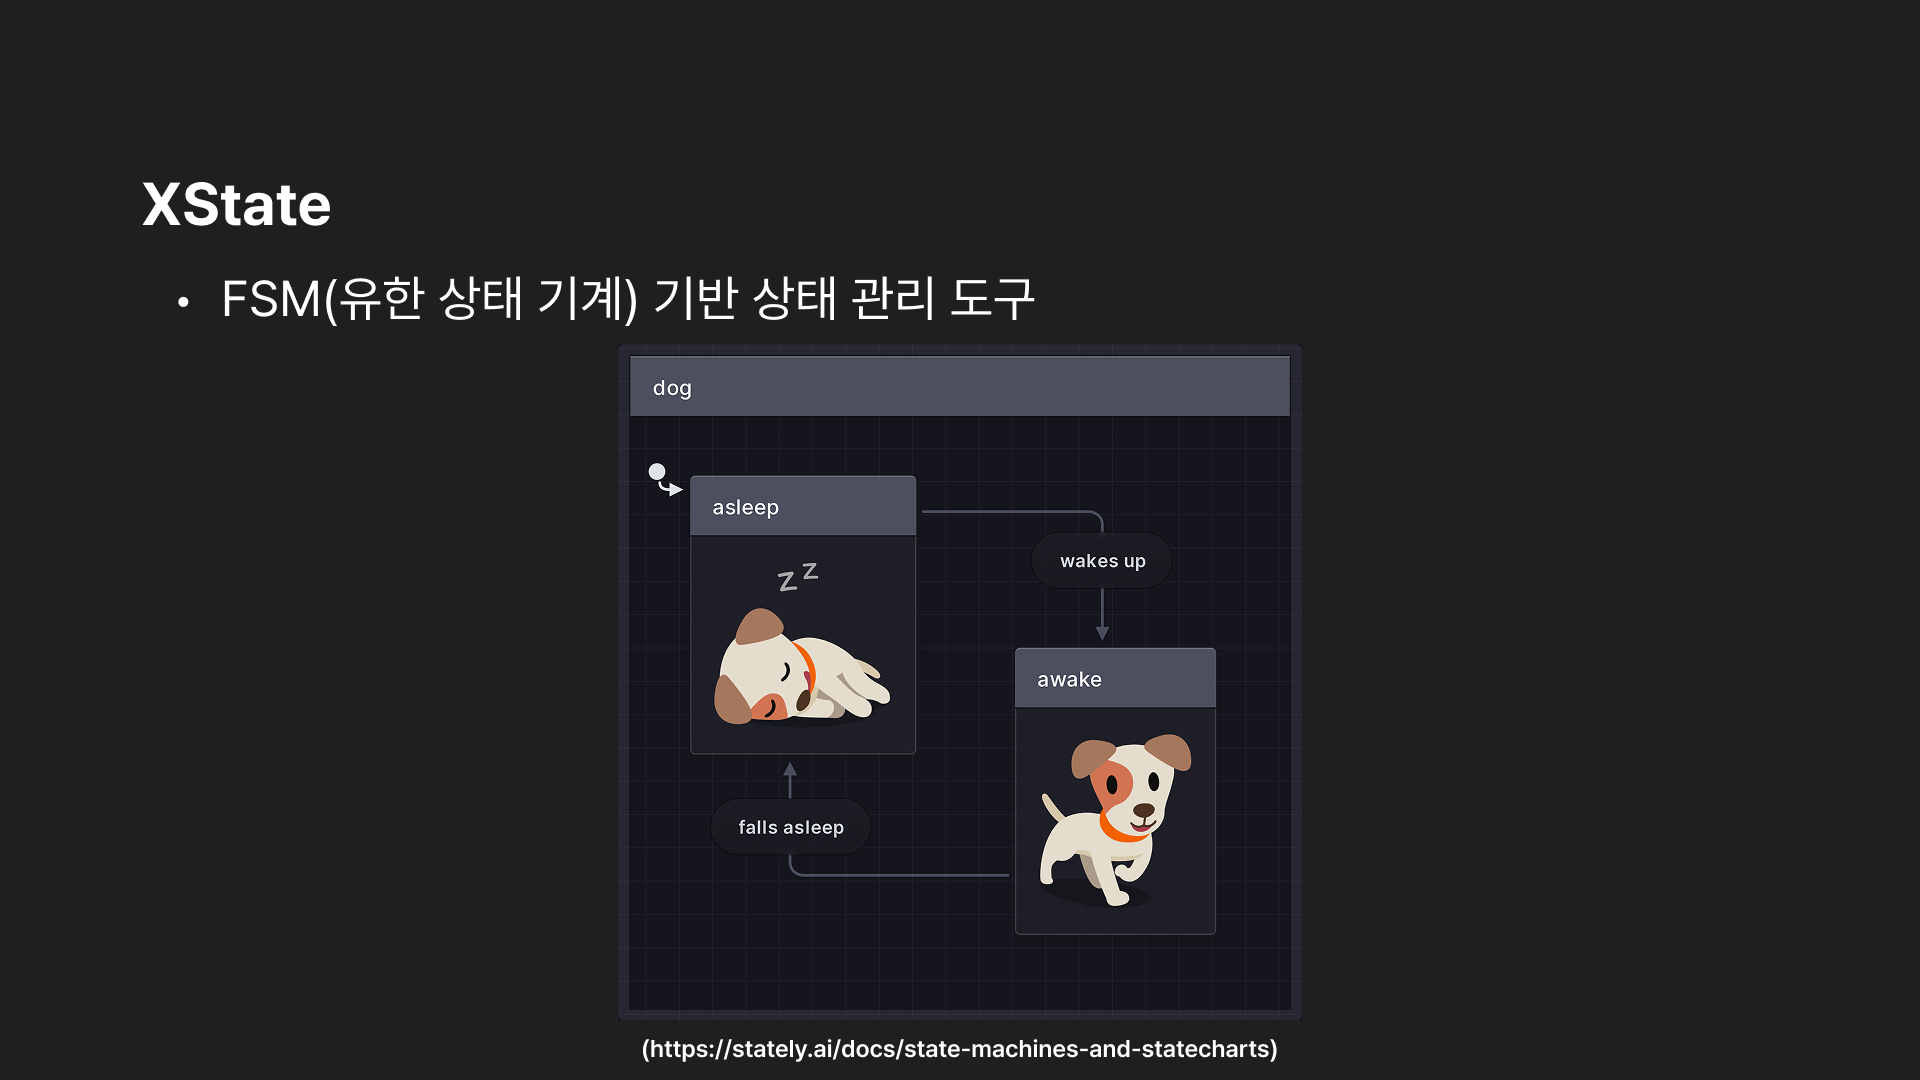 XState
• FSM(유한 상태 기계) 기반 상태 관리 도구
dog
asleep
z z
wakes up
awake
falls asleep
(https://stately.ai/docs/state-machines-and-statecharts)